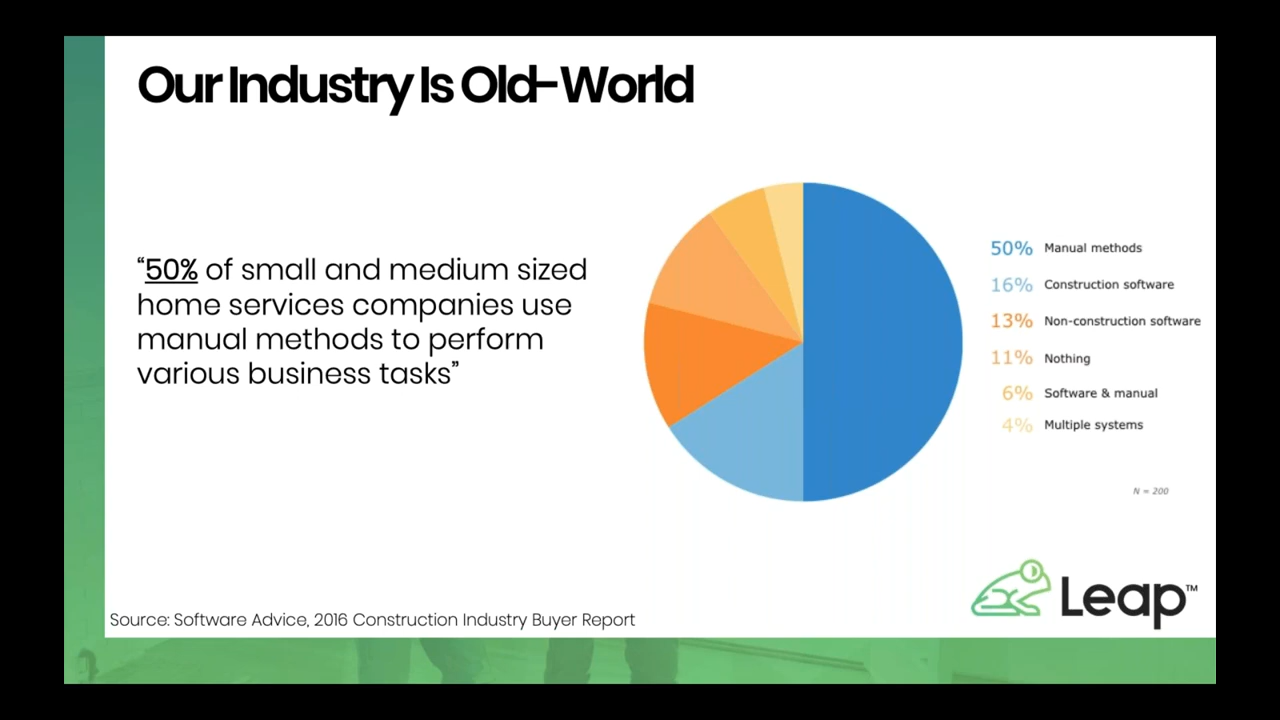 Our Industry Is Old-World
“50% of small and medium sized
home services companies use
manual methods to perform
various business tasks”
50% Manual methods
16% Construction software
13% Non-construction software
11% Nothing
6% Software & manual
4% Multiple systems
N = 200
Leap™
Source: Software Advice, 2016 Construction Industry Buyer Report